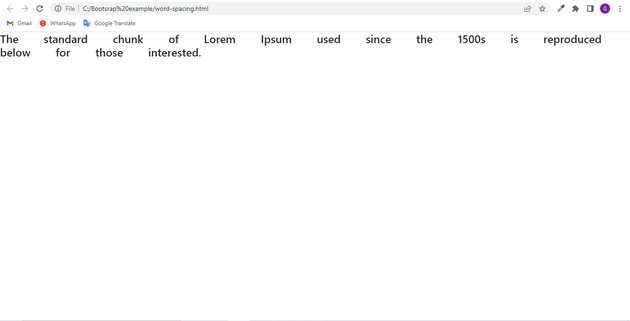 File C:/Bootsrap%20example/word-spacing.html G
Gmail WhatsApp Google Translate
The standard chunk of Lorem Ipsum used since the 1500s is reproduced
below for those interested.